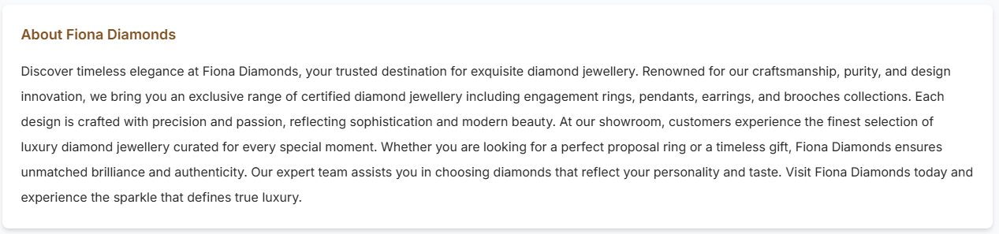 About Fiona Diamonds
Discover timeless elegance at Fiona Diamonds, your trusted destination for exquisite diamond jewellery. Renowned for our craftsmanship, purity, and design
innovation, we bring you an exclusive range of certified diamond jewellery including engagement rings, pendants, earrings, and brooches collections. Each
design is crafted with precision and passion, reflecting sophistication and modern beauty. At our showroom, customers experience the finest selection of
luxury diamond jewellery curated for every special moment. Whether you are looking for a perfect proposal ring or a timeless gift, Fiona Diamonds ensures
unmatched brilliance and authenticity. Our expert team assists you in choosing diamonds that reflect your personality and taste. Visit Fiona Diamonds today and
experience the sparkle that defines true luxury.